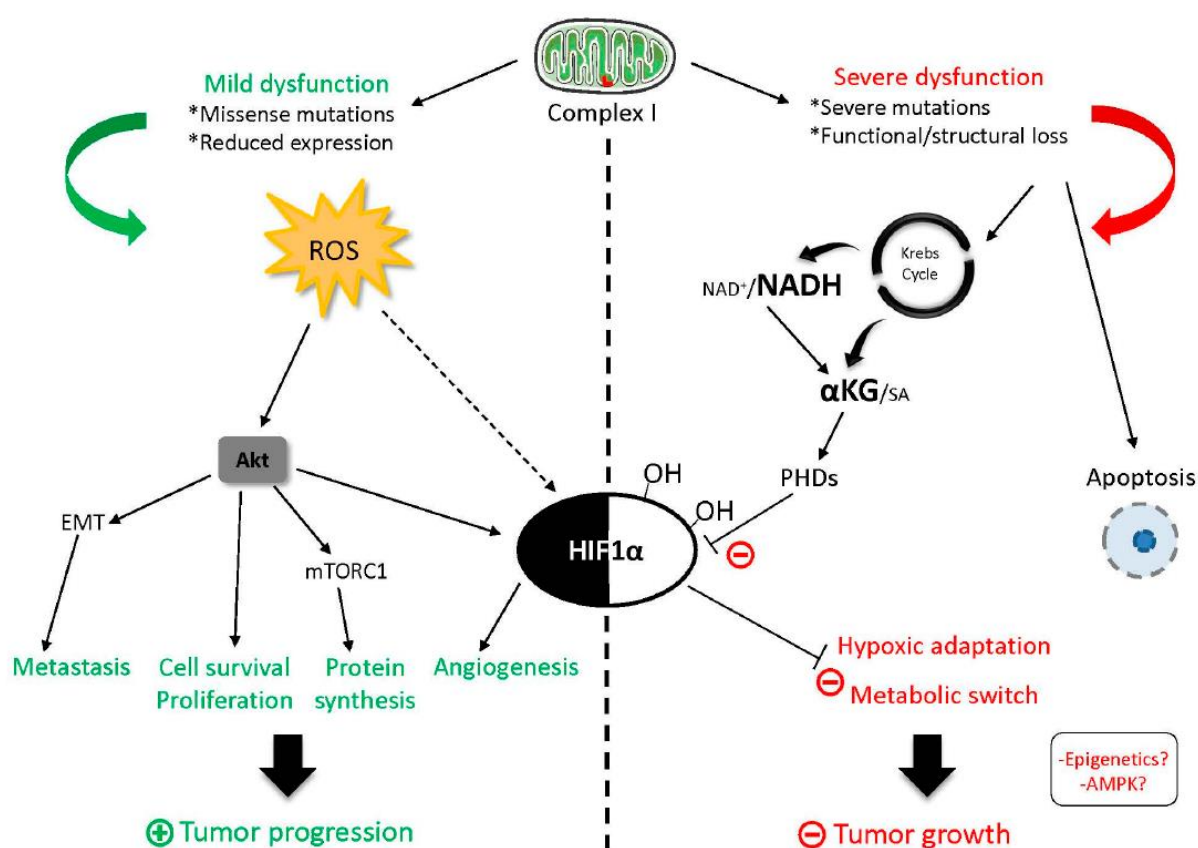 Complex I
Mild dysfunction
*Missense mutations
*Reduced expression
Severe dysfunction
*Severe mutations
*Functional/structural loss
ROS
Krebs
Cycle
NAD⁺/NADH
αKG/SA
PHDs
Apoptosis
Akt
OH
OH
HIF1α
EMT
mTORC1
Metastasis
Cell survival
Proliferation
Protein
synthesis
Angiogenesis
Hypoxic adaptation
Metabolic switch
-Epigenetics?
-AMPK?
Tumor progression
Tumor growth